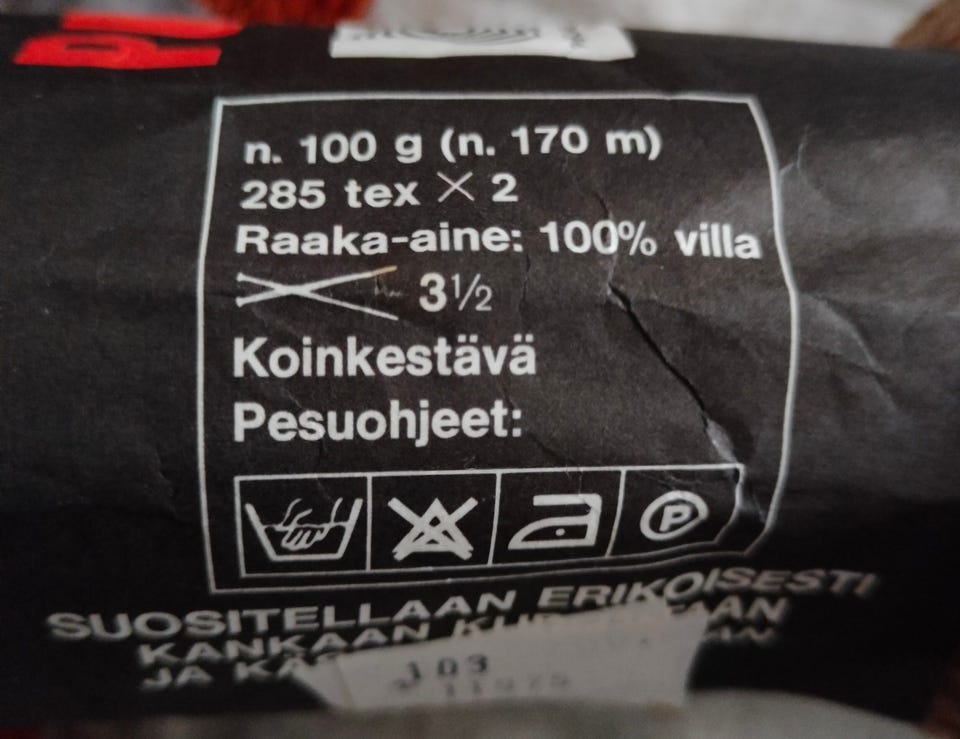 n. 100 g (n. 170 m)
285 tex × 2
Raaka-aine: 100% villa
3½
Koinkestävä
Pesuohjeet:
P
SUOSITELLAAN ERIKOISESTI
KANKAAN
JA
103